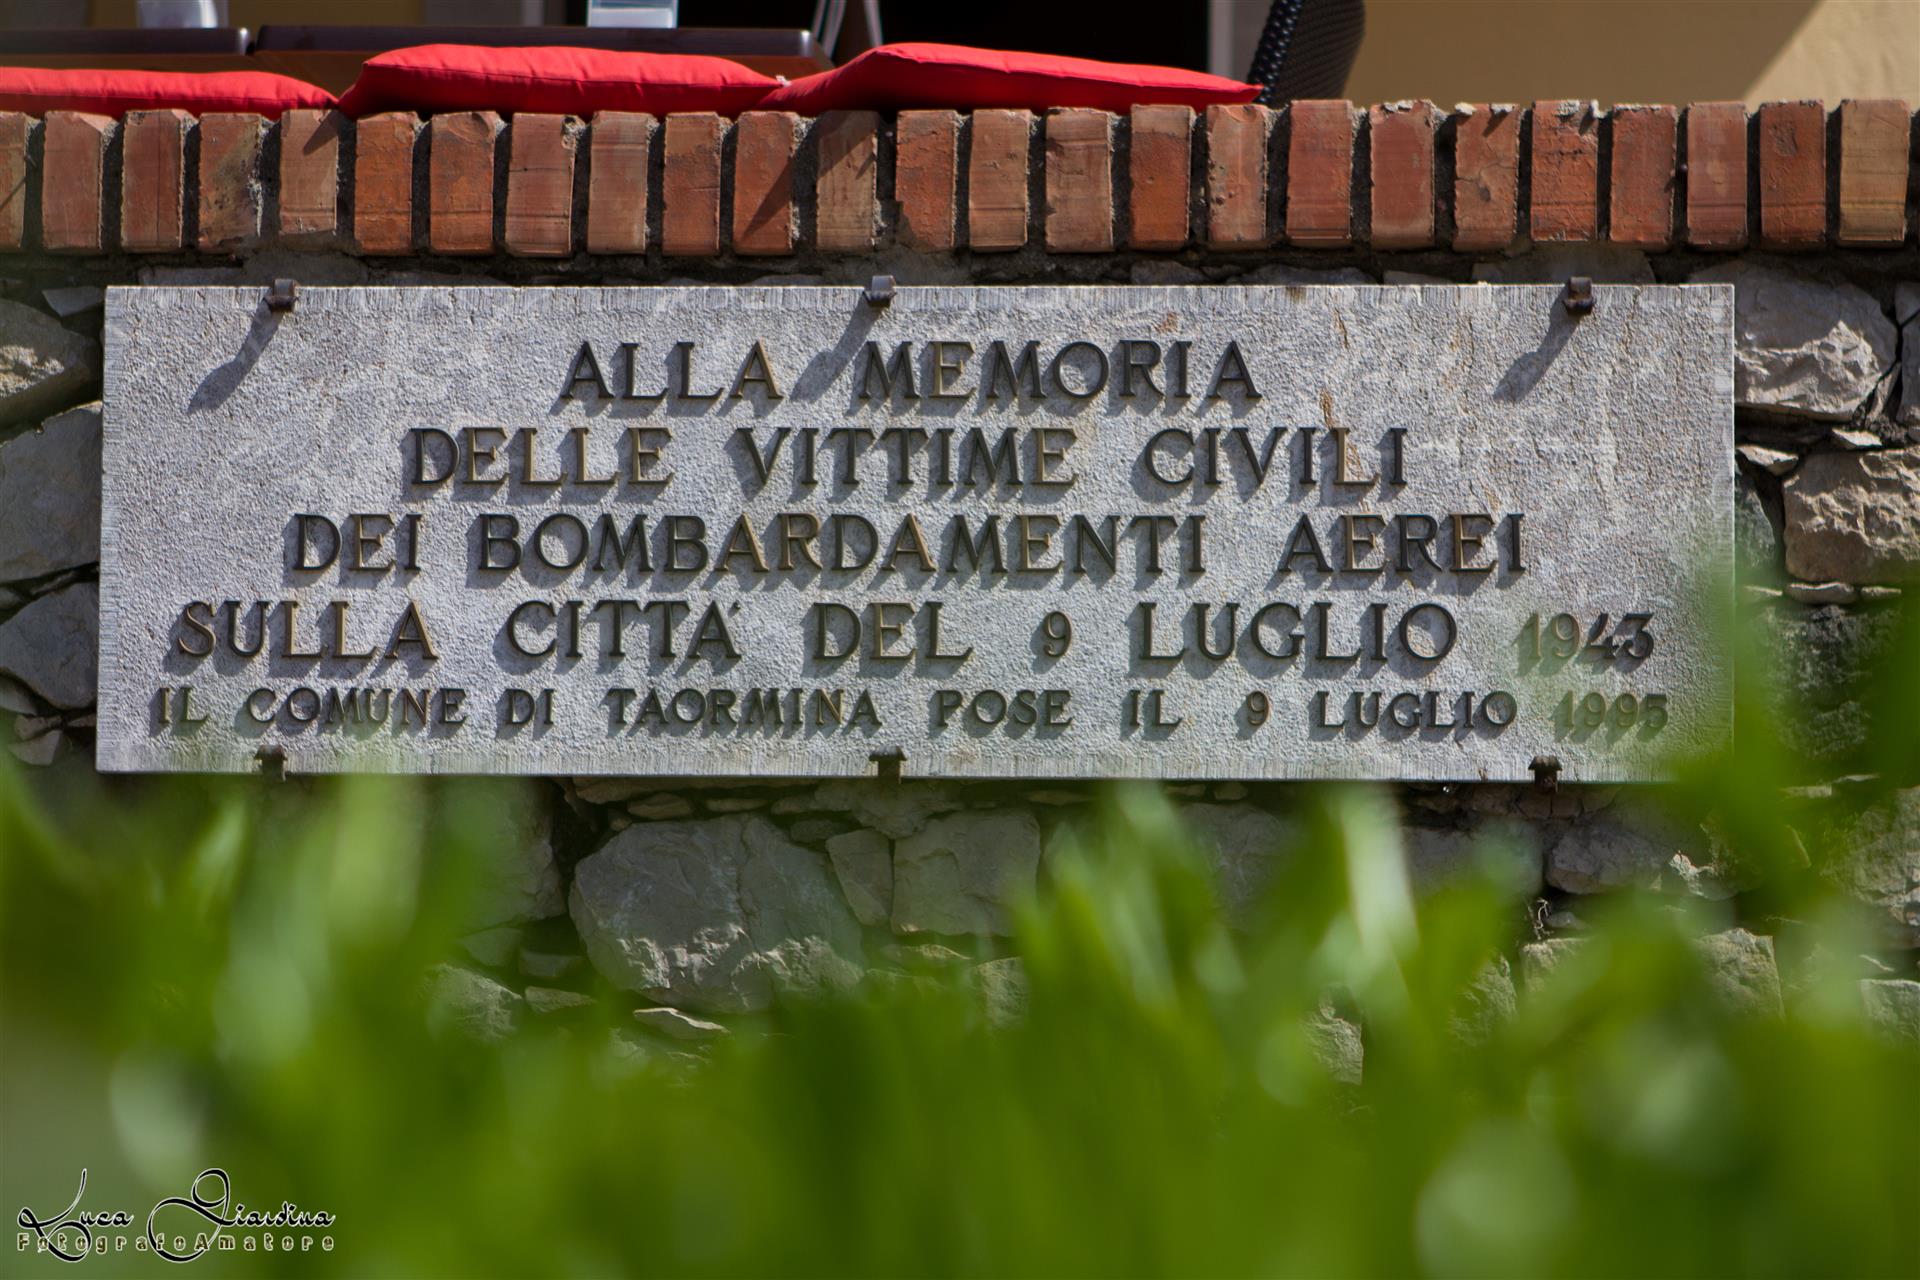 ALLA MEMORIA
DELLE VITTIME CIVILI
DEI BOMBARDAMENTI AEREI
SULLA CITTA' DEL 9 LUGLIO 1943
IL COMUNE DI TAORMINA POSE IL 9 LUGLIO 1995
Luca Giardina
FotografoAmatore